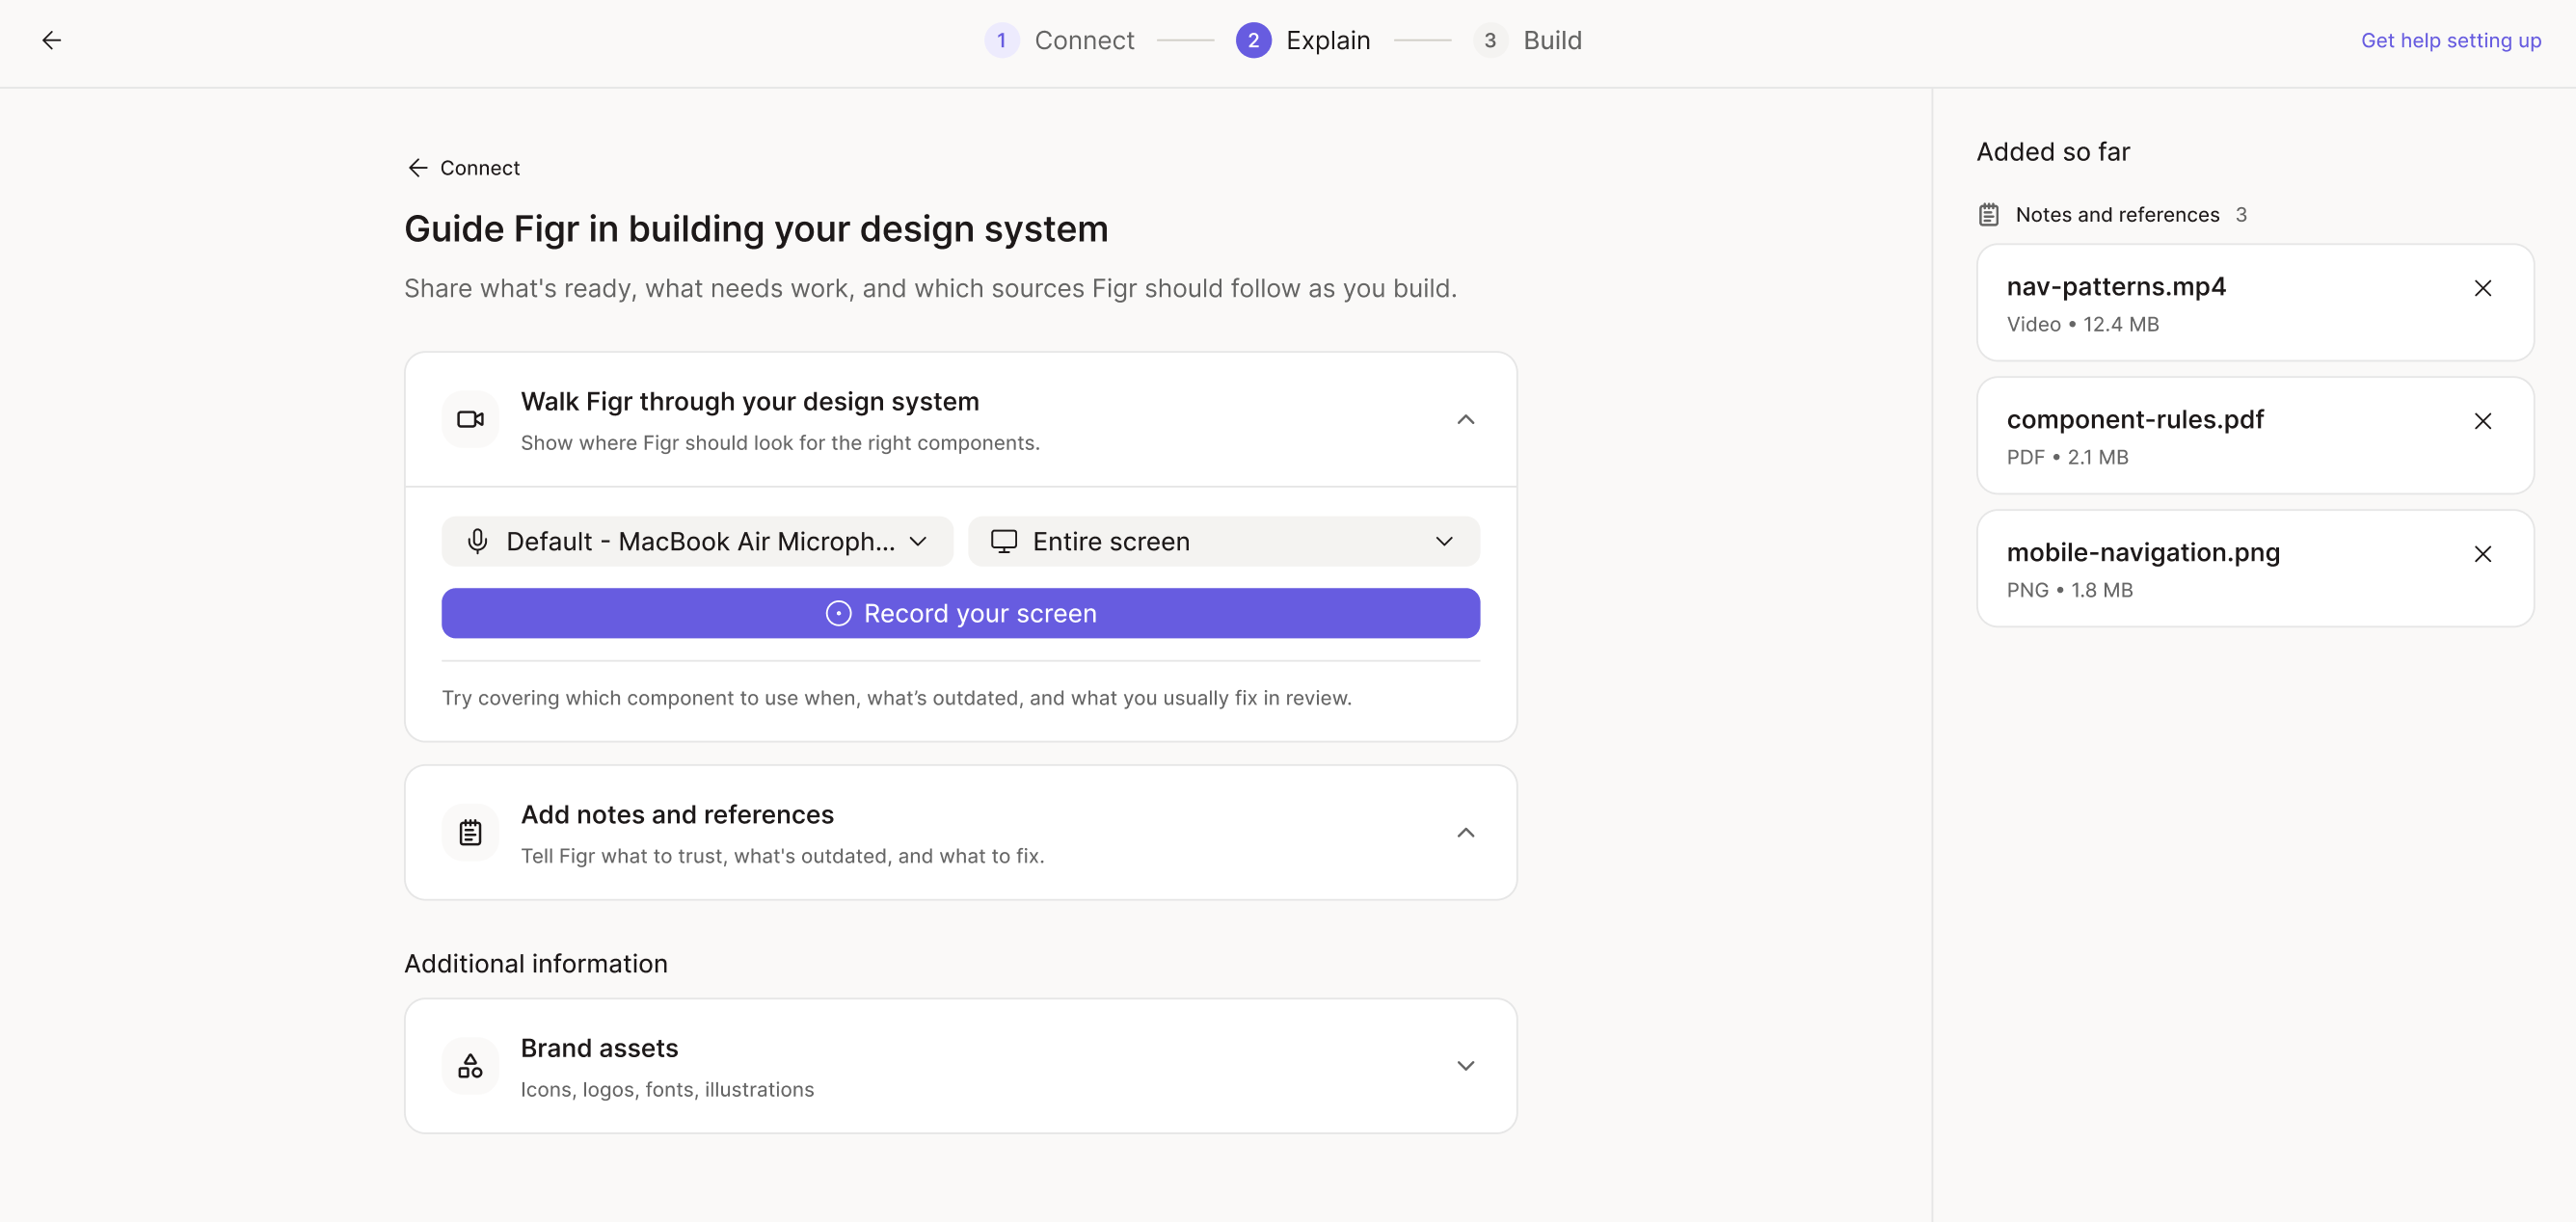 1 Connect
2 Explain
3 Build
Get help setting up
Connect
Guide Figr in building your design system
Share what's ready, what needs work, and which sources Figr should follow as you build.
Walk Figr through your design system
Show where Figr should look for the right components.
Default - MacBook Air Microph...
Entire screen
Record your screen
Try covering which component to use when, what’s outdated, and what you usually fix in review.
Add notes and references
Tell Figr what to trust, what's outdated, and what to fix.
Additional information
Brand assets
Icons, logos, fonts, illustrations
Added so far
Notes and references 3
nav-patterns.mp4
Video • 12.4 MB
component-rules.pdf
PDF • 2.1 MB
mobile-navigation.png
PNG • 1.8 MB